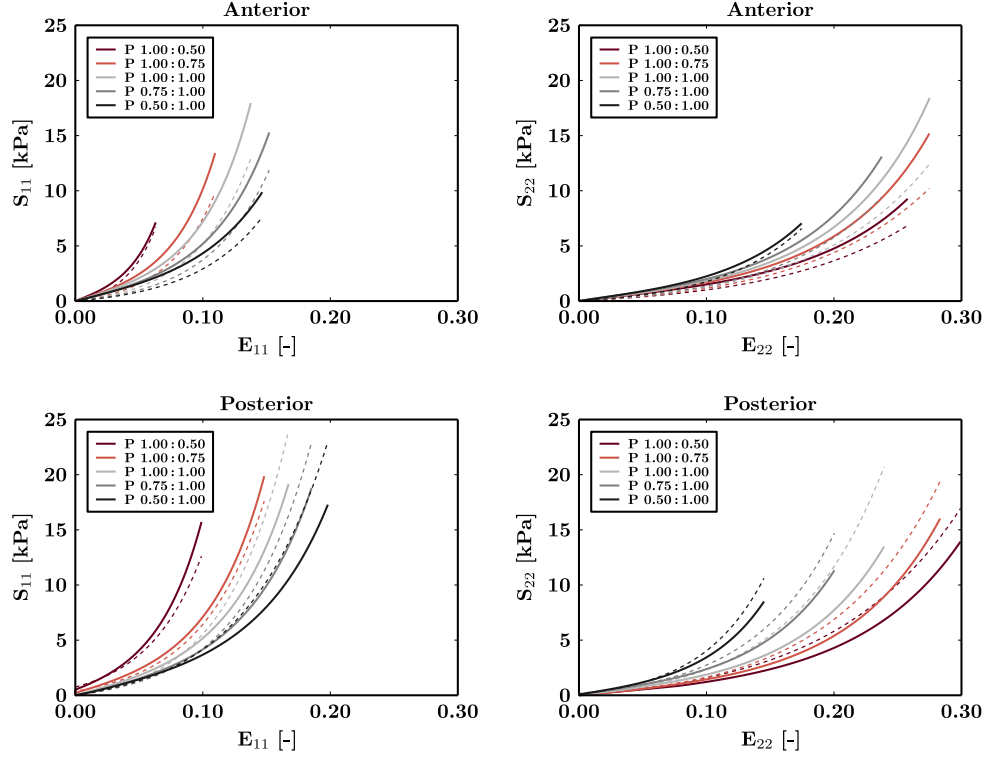 Anterior
25
20
15
10
5
0
S11 [kPa]
P 1.00 : 0.50
P 1.00 : 0.75
P 1.00 : 1.00
P 0.75 : 1.00
P 0.50 : 1.00
0.00 0.10 0.20 0.30
E11 [-]
Anterior
25
20
15
10
5
0
S22 [kPa]
P 1.00 : 0.50
P 1.00 : 0.75
P 1.00 : 1.00
P 0.75 : 1.00
P 0.50 : 1.00
0.00 0.10 0.20 0.30
E22 [-]
Posterior
25
20
15
10
5
0
S11 [kPa]
P 1.00 : 0.50
P 1.00 : 0.75
P 1.00 : 1.00
P 0.75 : 1.00
P 0.50 : 1.00
0.00 0.10 0.20 0.30
E11 [-]
Posterior
25
20
15
10
5
0
S22 [kPa]
P 1.00 : 0.50
P 1.00 : 0.75
P 1.00 : 1.00
P 0.75 : 1.00
P 0.50 : 1.00
0.00 0.10 0.20 0.30
E22 [-]